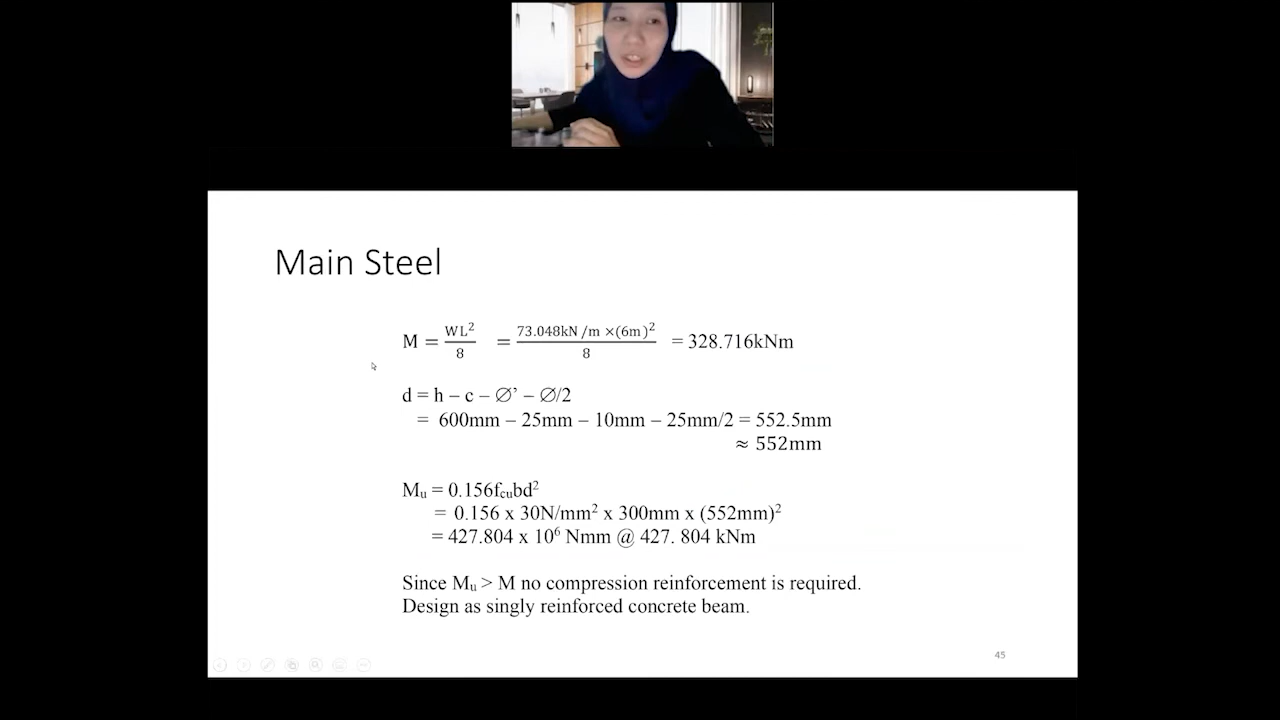 Main Steel
M = WL²/8 = 73.048kN/m ×(6m)²/8 = 328.716kNm
d = h – c – ∅’ – ∅/2
= 600mm – 25mm – 10mm – 25mm/2 = 552.5mm
≈ 552mm
Mᵤ = 0.156f_cu bd²
= 0.156 x 30N/mm² x 300mm x (552mm)²
= 427.804 x 10⁶ Nmm @ 427. 804 kNm
Since Mᵤ > M no compression reinforcement is required.
Design as singly reinforced concrete beam.
45